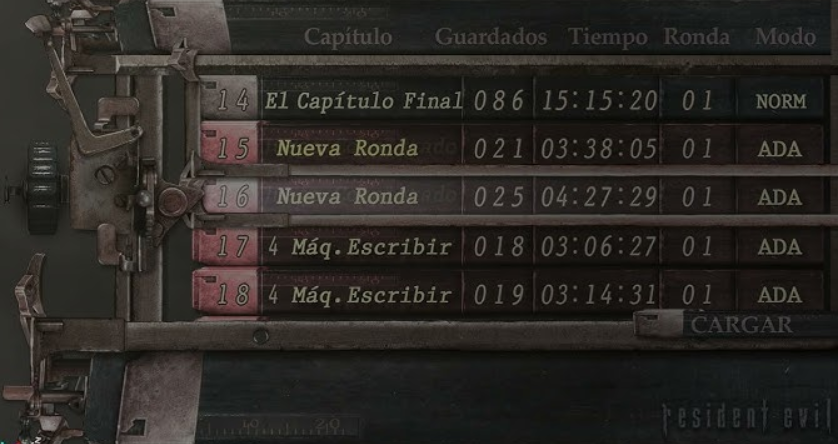 Capítulo Guardados Tiempo Ronda Modo
14 El Capítulo Final 086 15:15:20 01 NORM
15 Nueva Ronda 021 03:38:05 01 ADA
16 Nueva Ronda 025 04:27:29 01 ADA
17 4 Máq.Escribir 018 03:06:27 01 ADA
18 4 Máq.Escribir 019 03:14:31 01 ADA
CARGAR
10 20
resident evil